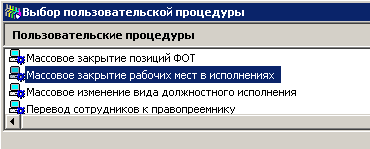 Выбор пользовательской процедуры
Пользовательские процедуры
Массовое закрытие позиций ФОТ
Массовое закрытие рабочих мест в исполнениях
Массовое изменение вида должностного исполнения
Перевод сотрудников к правопреемнику